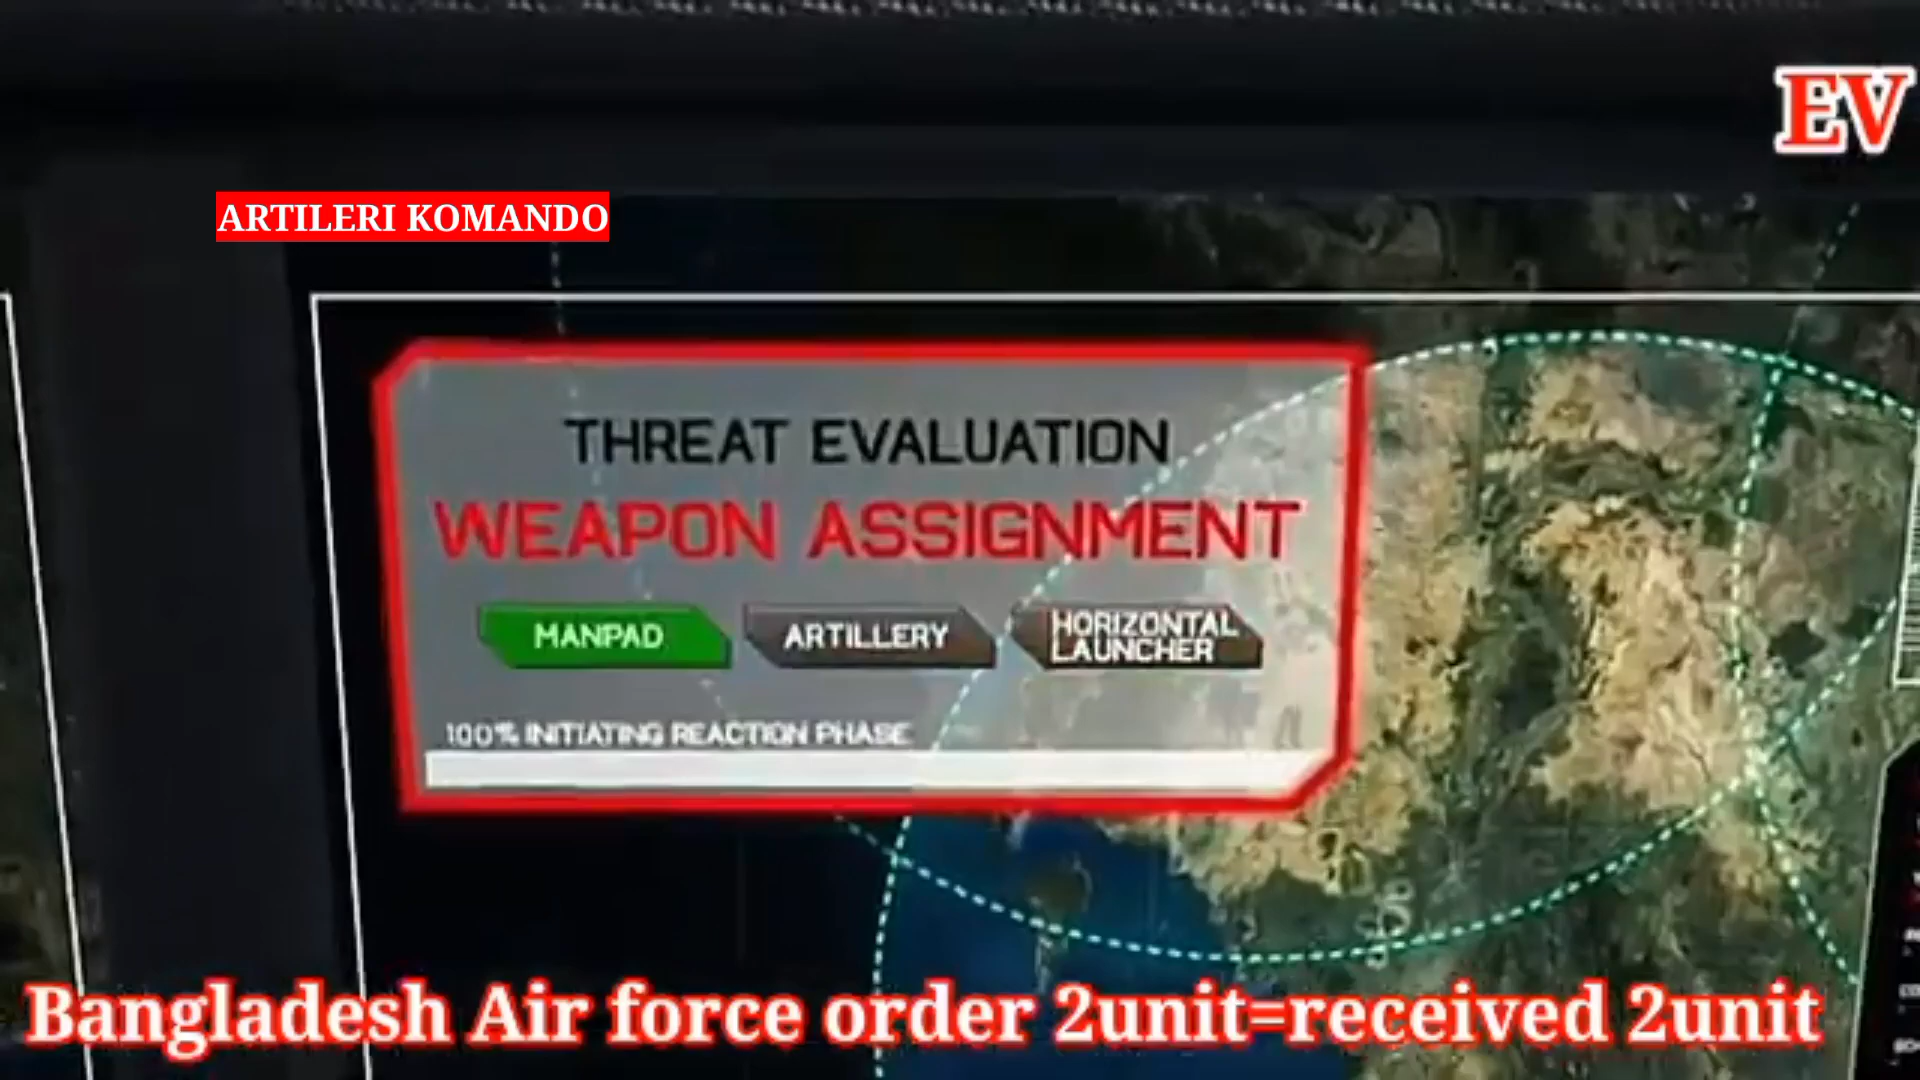 EV
ARTILERI KOMANDO
THREAT EVALUATION
WEAPON ASSIGNMENT
MANPAD
ARTILLERY
HORIZONTAL
LAUNCHER
100% INITIATING REACTION PHASE
Bangladesh Air force order 2unit=received 2unit